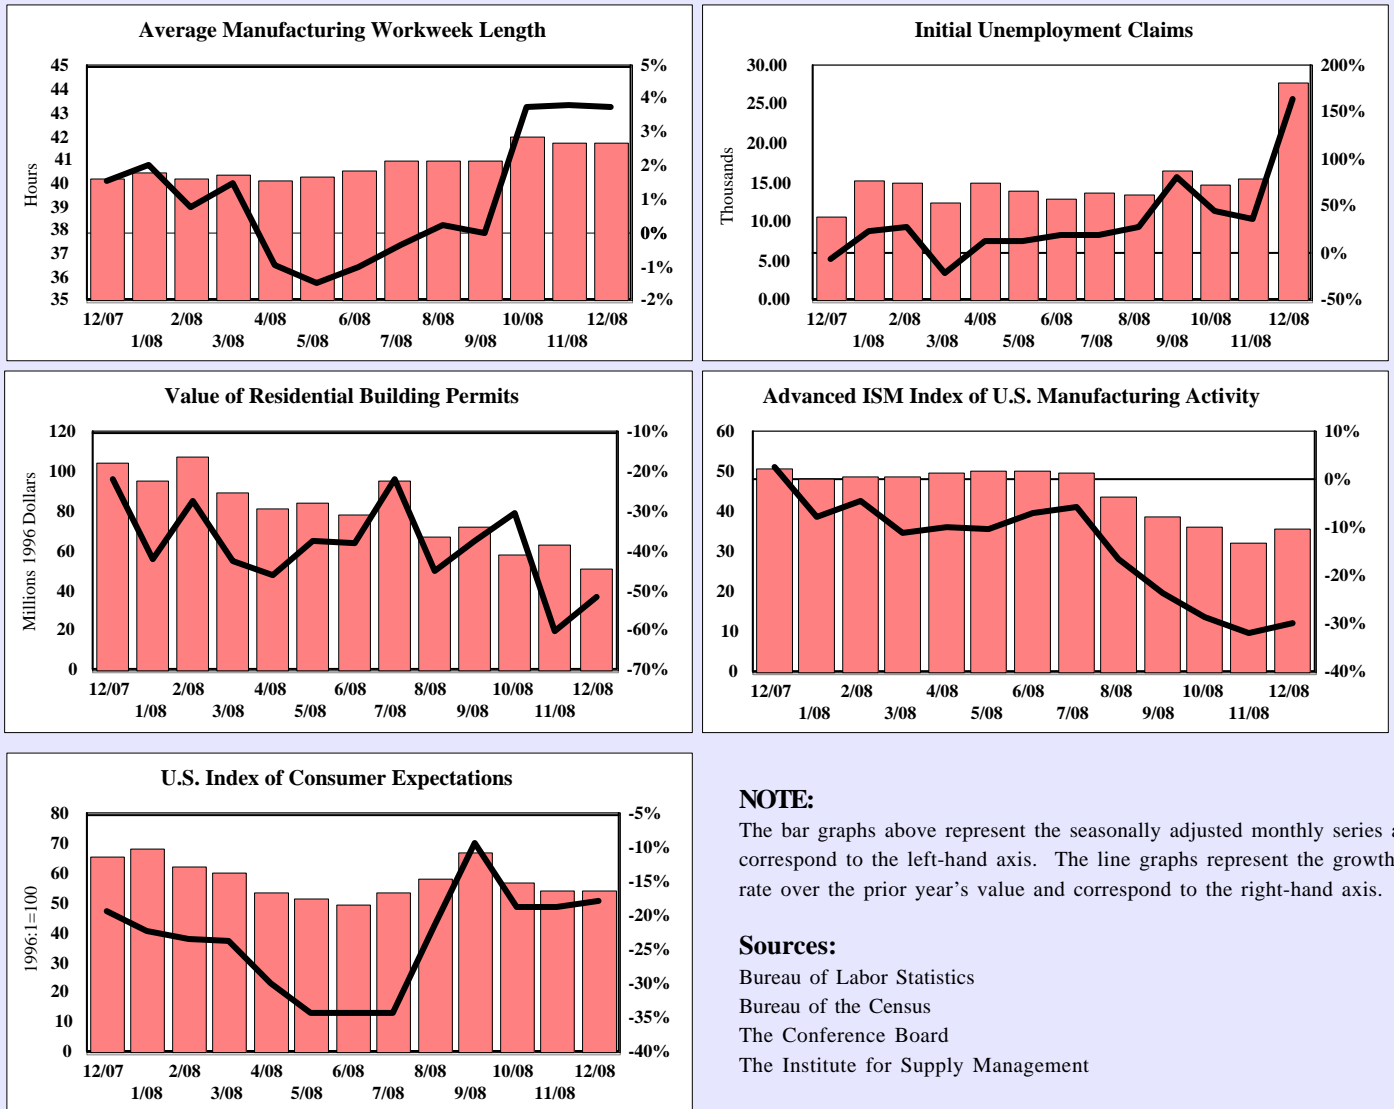 Average Manufacturing Workweek Length
Hours
45
44
43
42
41
40
39
38
37
36
35
5%
4%
3%
2%
1%
0%
-1%
-2%
12/07 2/08 4/08 6/08 8/08 10/08 12/08
1/08 3/08 5/08 7/08 9/08 11/08
Initial Unemployment Claims
Thousands
30.00
25.00
20.00
15.00
10.00
5.00
0.00
200%
150%
100%
50%
0%
-50%
12/07 2/08 4/08 6/08 8/08 10/08 12/08
1/08 3/08 5/08 7/08 9/08 11/08
Value of Residential Building Permits
Millions 1996 Dollars
120
100
80
60
40
20
0
-10%
-20%
-30%
-40%
-50%
-60%
-70%
12/07 2/08 4/08 6/08 8/08 10/08 12/08
1/08 3/08 5/08 7/08 9/08 11/08
Advanced ISM Index of U.S. Manufacturing Activity
60
50
40
30
20
10
0
10%
0%
-10%
-20%
-30%
-40%
12/07 2/08 4/08 6/08 8/08 10/08 12/08
1/08 3/08 5/08 7/08 9/08 11/08
U.S. Index of Consumer Expectations
1996:1=100
80
70
60
50
40
30
20
10
0
-5%
-10%
-15%
-20%
-25%
-30%
-35%
-40%
12/07 2/08 4/08 6/08 8/08 10/08 12/08
1/08 3/08 5/08 7/08 9/08 11/08
NOTE:
The bar graphs above represent the seasonally adjusted monthly series
correspond to the left-hand axis. The line graphs represent the growth
rate over the prior year's value and correspond to the right-hand axis.
Sources:
Bureau of Labor Statistics
Bureau of the Census
The Conference Board
The Institute for Supply Management